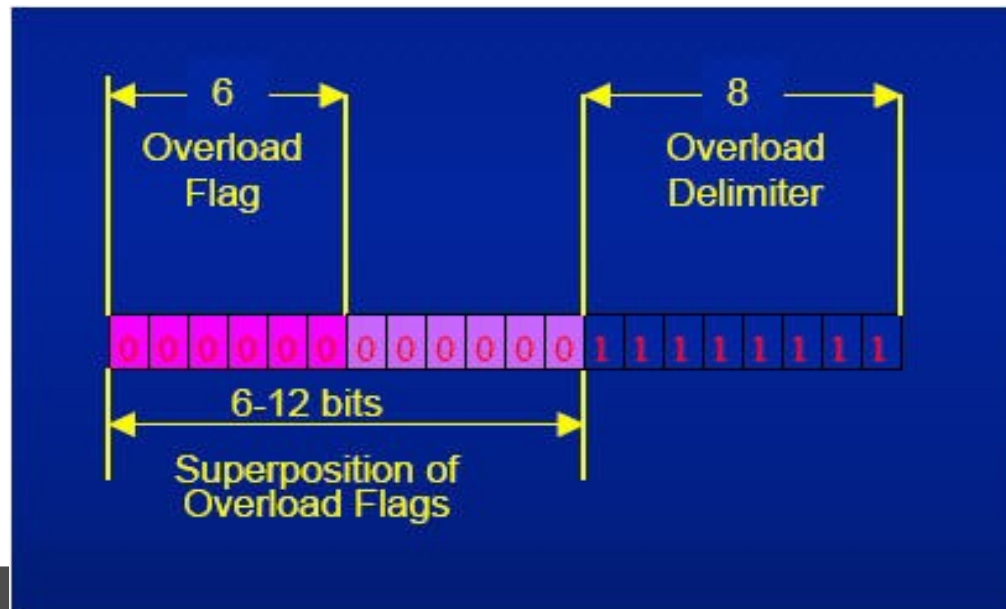 6
Overload
Flag
8
Overload
Delimiter
0 0 0 0 0 0 0 0 0 0 0 0 1 1 1 1 1 1 1 1
6-12 bits
Superposition of
Overload Flags